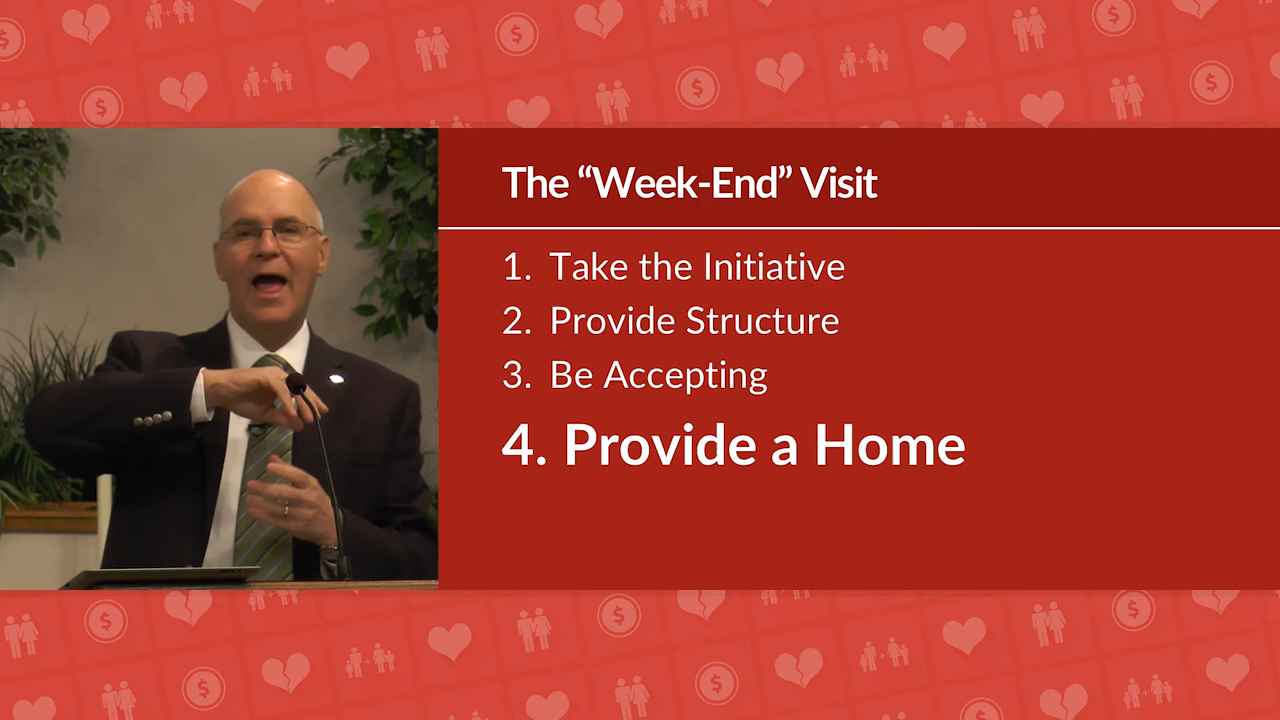 The “Week-End” Visit
1. Take the Initiative
2. Provide Structure
3. Be Accepting
4. Provide a Home